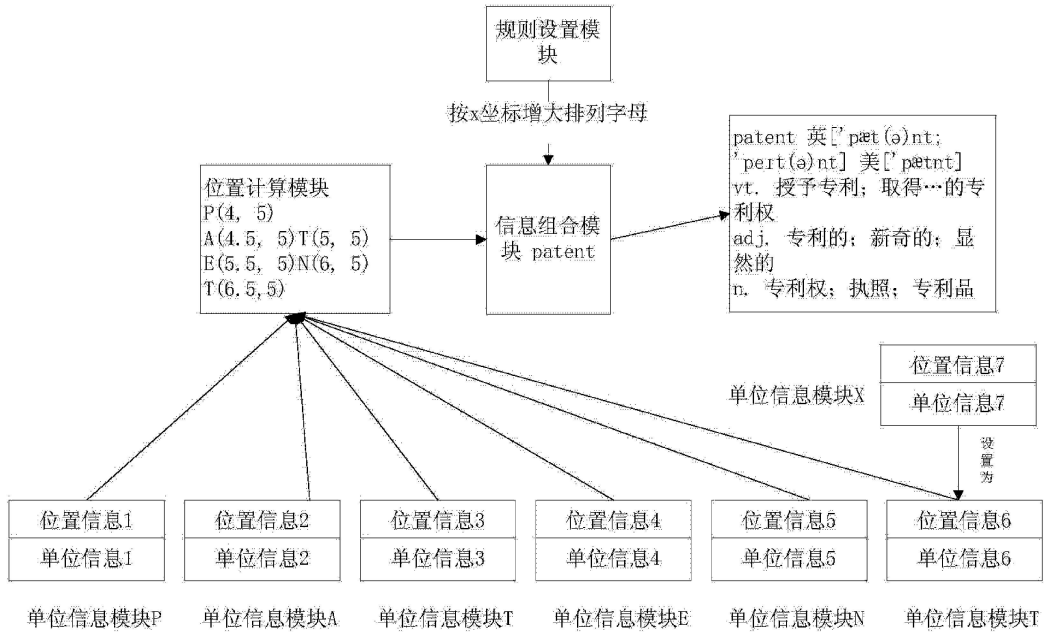 规则设置模
块
按x坐标增大排列字母
patent 英['pæt(ə)nt;
'peɪt(ə)nt] 美['pætnt]
vt. 授予专利; 取得…的专
利权
adj. 专利的; 新奇的; 显
然的
n. 专利权; 执照; 专利品
位置计算模块
P(4, 5)
A(4.5, 5)T(5, 5)
E(5.5, 5)N(6, 5)
T(6.5,5)
信息组合模
块 patent
单位信息模块X
位置信息7
单位信息7
设
置
为
位置信息1
单位信息1
位置信息2
单位信息2
位置信息3
单位信息3
位置信息4
单位信息4
位置信息5
单位信息5
位置信息6
单位信息6
单位信息模块P
单位信息模块A
单位信息模块T
单位信息模块E
单位信息模块N
单位信息模块T